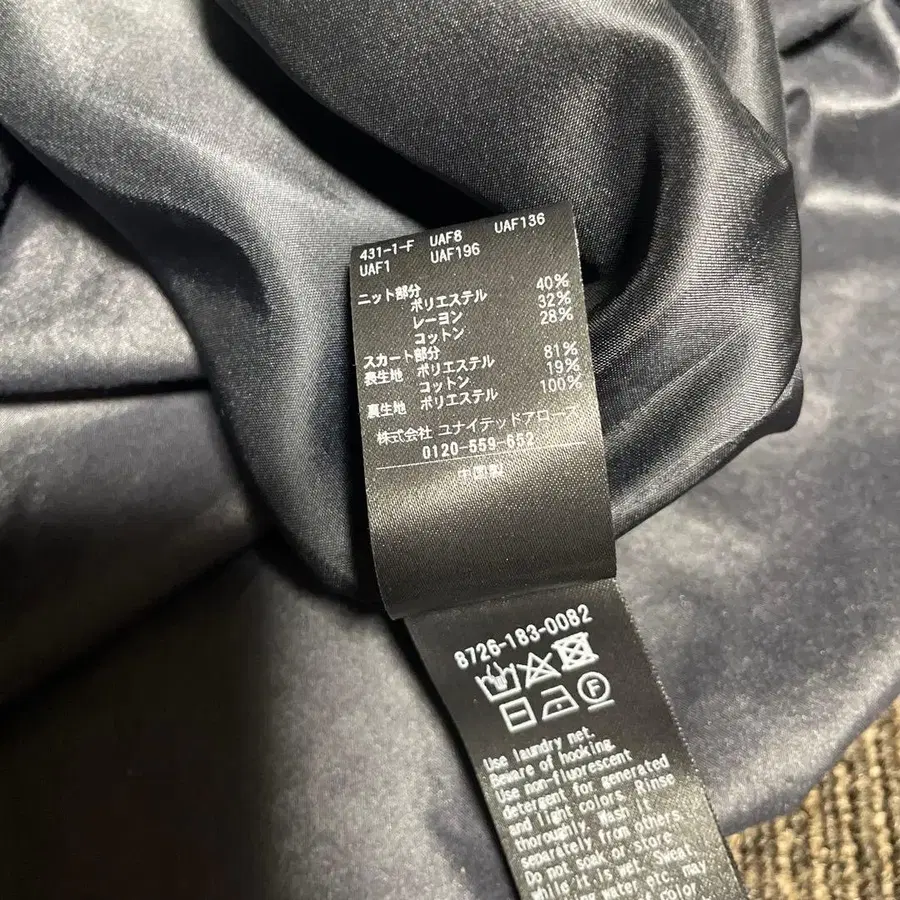 431-1-F UAF8 UAF136
UAF1 UAF196
ニット部分
ポリエステル 40%
レーヨン 32%
コットン 28%
スカート部分
表生地 ポリエステル 81%
コットン 19%
裏生地 ポリエステル 100%
株式会社 ユナイテッドアローズ
0120-559-652
中国製
8726-183-0082
F
Use laundry net.
Beware of hooking.
Use non-fluorescent
detergent for generated
and light colors. Rinse
thoroughly. Wash it
separately from others.
Do not soak or store
while it is wet. Sweat
water etc. may
color